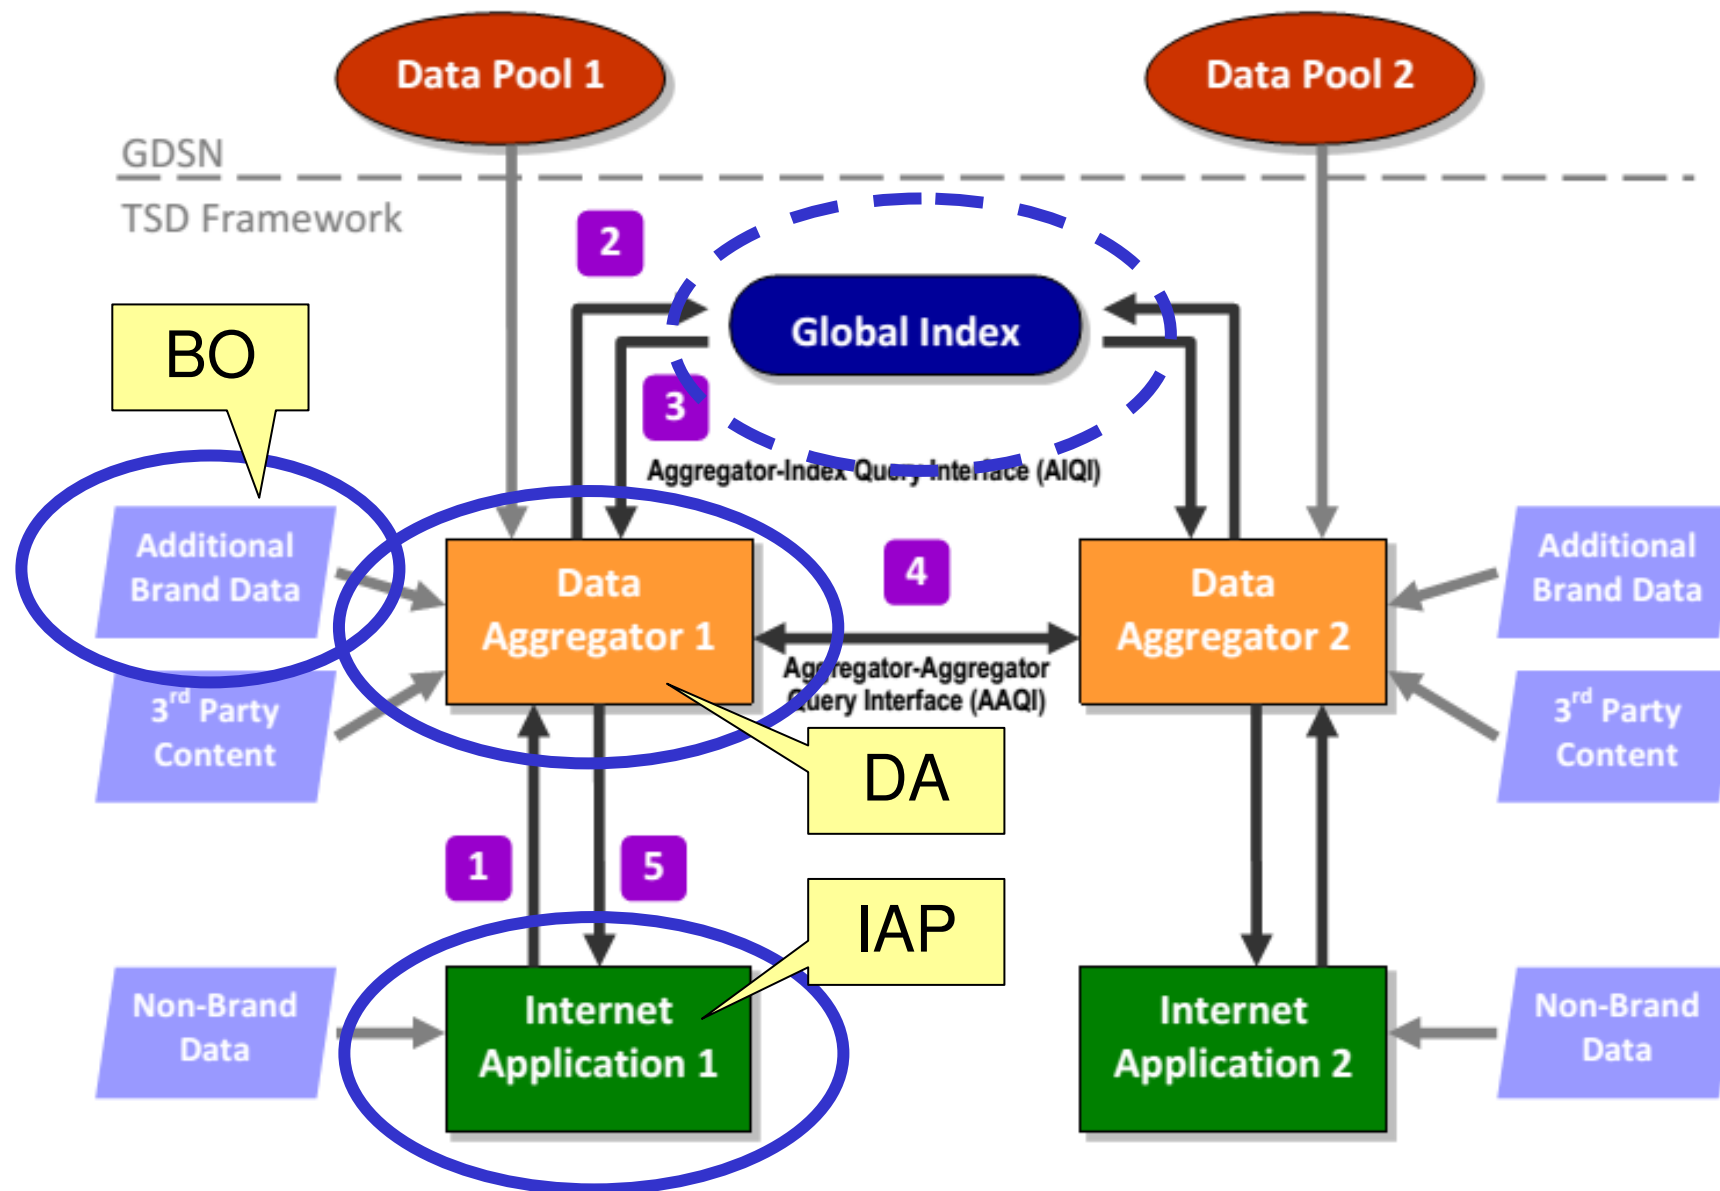 Data Pool 1
Data Pool 2
GDSN
TSD Framework
2
Global Index
BO
3
Aggregator-Index Query Interface (AIQI)
Additional
Brand Data
Data
Aggregator 1
4
Data
Aggregator 2
Additional
Brand Data
Aggregator-Aggregator
Query Interface (AAQI)
3rd Party
Content
3rd Party
Content
DA
1
5
IAP
Non-Brand
Data
Internet
Application 1
Internet
Application 2
Non-Brand
Data